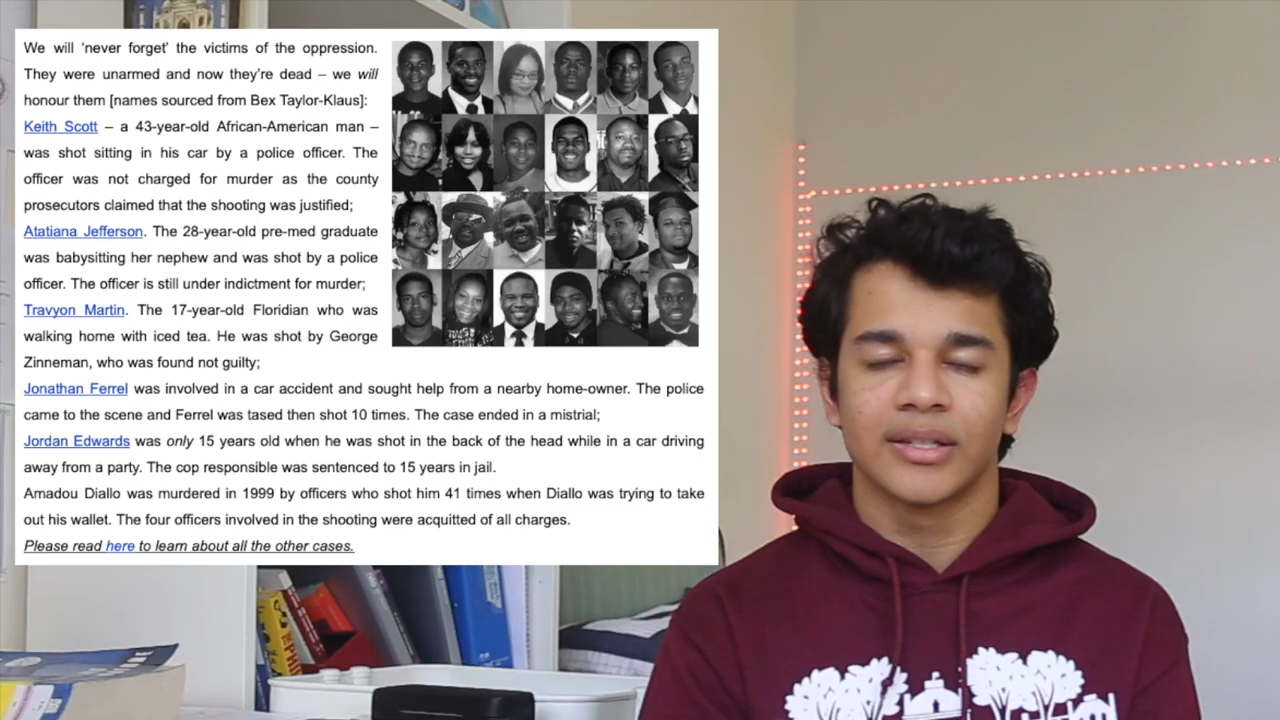 We will ‘never forget’ the victims of the oppression.
They were unarmed and now they’re dead – we will
honour them [names sourced from Bex Taylor-Klaus]:
Keith Scott – a 43-year-old African-American man –
was shot sitting in his car by a police officer. The
officer was not charged for murder as the county
prosecutors claimed that the shooting was justified;
Atatiana Jefferson. The 28-year-old pre-med graduate
was babysitting her nephew and was shot by a police
officer. The officer is still under indictment for murder;
Travyon Martin. The 17-year-old Floridian who was
walking home with iced tea. He was shot by George
Zinneman, who was found not guilty;
Jonathan Ferrel was involved in a car accident and sought help from a nearby home-owner. The police
came to the scene and Ferrel was tased then shot 10 times. The case ended in a mistrial;
Jordan Edwards was only 15 years old when he was shot in the back of the head while in a car driving
away from a party. The cop responsible was sentenced to 15 years in jail.
Amadou Diallo was murdered in 1999 by officers who shot him 41 times when Diallo was trying to take
out his wallet. The four officers involved in the shooting were acquitted of all charges.
Please read here to learn about all the other cases.